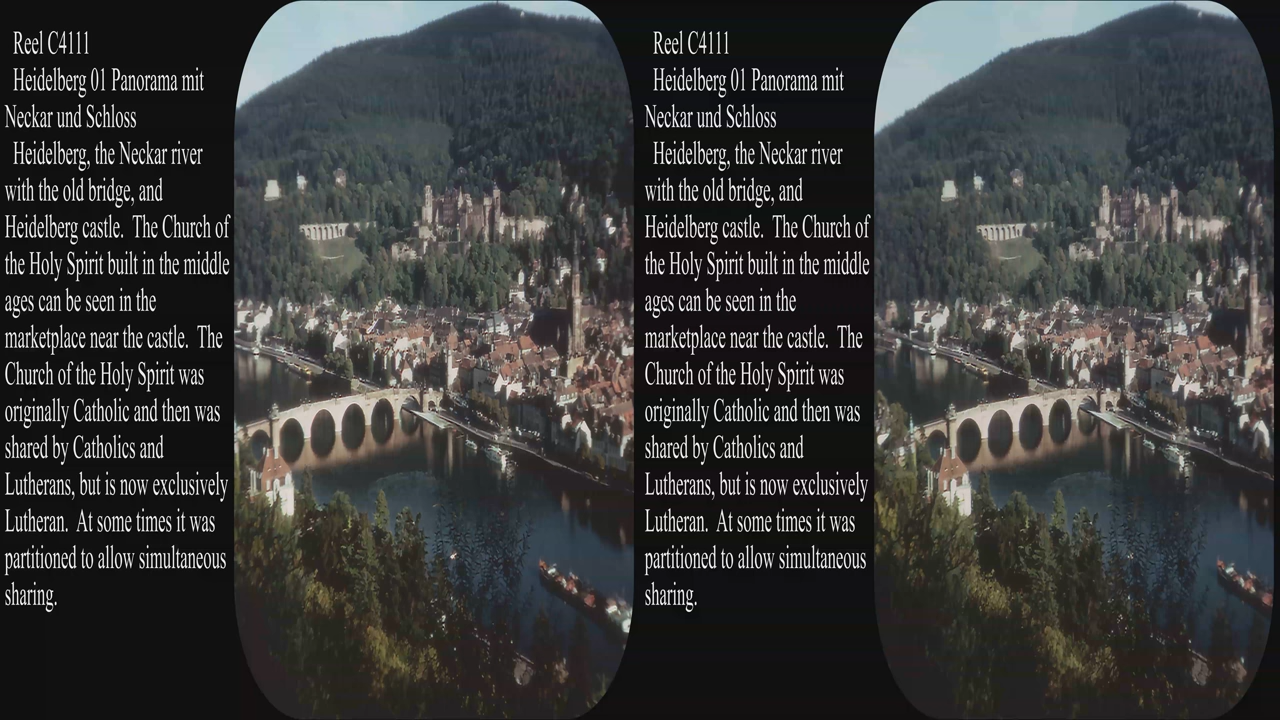 Reel C4111
Heidelberg 01 Panorama mit
Neckar und Schloss
Heidelberg, the Neckar river
with the old bridge, and
Heidelberg castle.  The Church of
the Holy Spirit built in the middle
ages can be seen in the
marketplace near the castle.  The
Church of the Holy Spirit was
originally Catholic and then was
shared by Catholics and
Lutherans, but is now exclusively
Lutheran.  At some times it was
partitioned to allow simultaneous
sharing.
Reel C4111
Heidelberg 01 Panorama mit
Neckar und Schloss
Heidelberg, the Neckar river
with the old bridge, and
Heidelberg castle.  The Church of
the Holy Spirit built in the middle
ages can be seen in the
marketplace near the castle.  The
Church of the Holy Spirit was
originally Catholic and then was
shared by Catholics and
Lutherans, but is now exclusively
Lutheran.  At some times it was
partitioned to allow simultaneous
sharing.